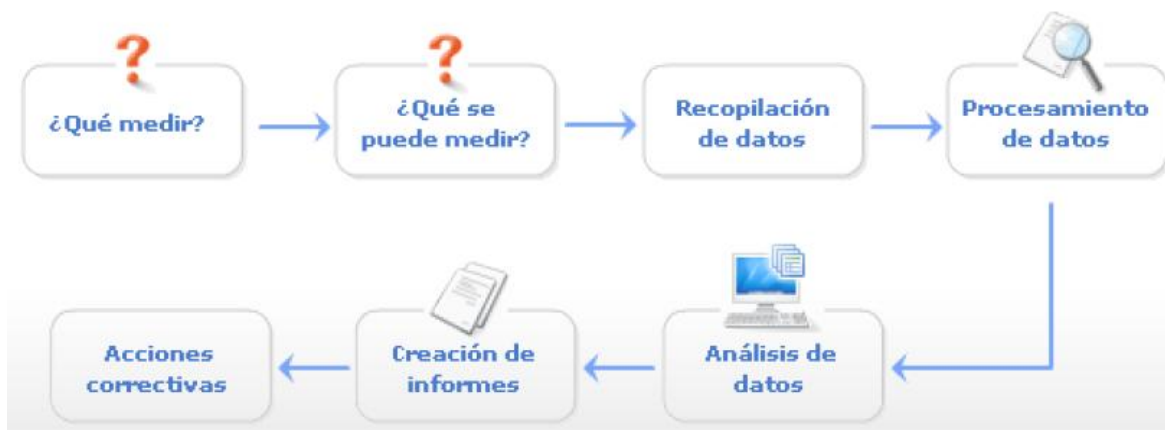 ¿Qué medir?
¿Qué se
puede medir?
Recopilación
de datos
Procesamiento
de datos
Análisis de
datos
Creación de
informes
Acciones
correctivas